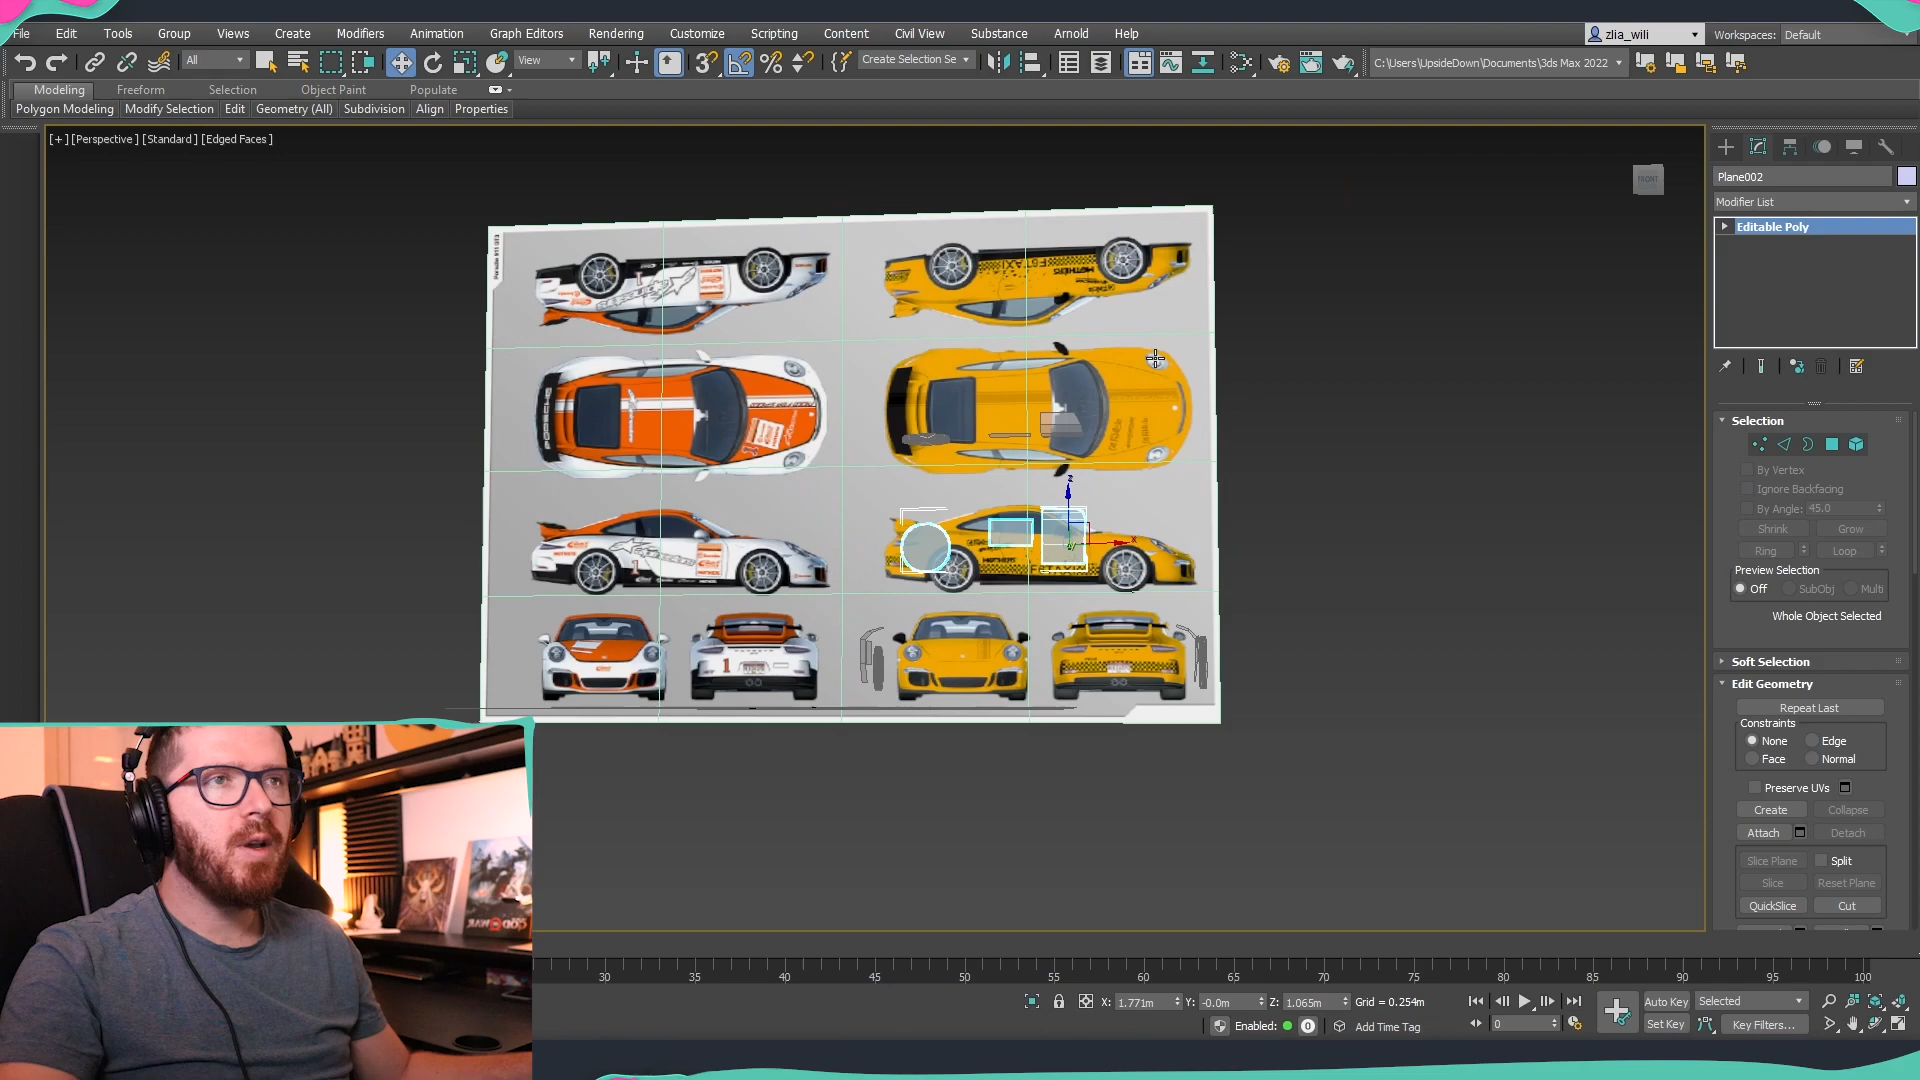 File Edit Tools Group Views Create Modifiers Animation Graph Editors Rendering Customize Scripting Content Civil View Substance Arnold Help
zlia_wili Workspaces: Default
All View Create Selection Se C:\Users\UpsideDown\Documents\3ds Max 2022
Modeling Freeform Selection Object Paint Populate
Polygon Modeling Modify Selection Edit Geometry (All) Subdivision Align Properties
[+] [Perspective] [Standard] [Edged Faces]
FRONT
Plane002
Modifier List
Editable Poly
Selection
By Vertex
Ignore Backfacing
By Angle: 45.0
Shrink Grow
Ring Loop
Preview Selection
Off SubObj Multi
Whole Object Selected
Soft Selection
Edit Geometry
Repeat Last
Constraints
None Edge
Face Normal
Preserve UVs
Create Collapse
Attach Detach
Slice Plane Split
Slice Reset Plane
QuickSlice Cut
PORSCHE
z
x
GOD WAR
30 35 40 45 50 55 60 65 70 75 80 85 90 95 100
X: 1.771m Y: -0.0m Z: 1.065m Grid = 0.254m
Enabled: 0 Add Time Tag
0
Auto Key Selected
Set Key Key Filters...